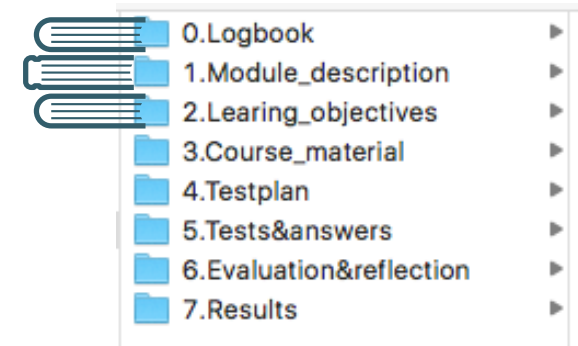 0.Logbook
1.Module_description
2.Learing_objectives
3.Course_material
4.Testplan
5.Tests&answers
6.Evaluation&reflection
7.Results